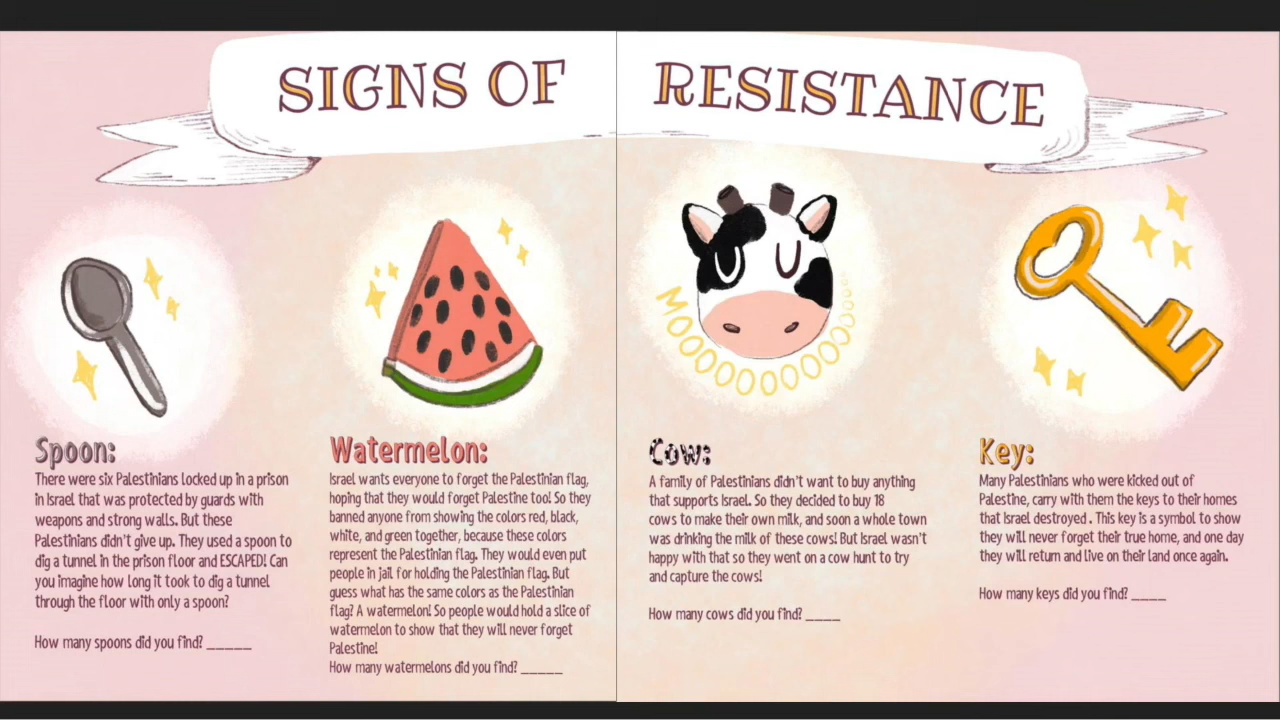 SIGNS OF RESISTANCE
Spoon:
There were six Palestinians locked up in a prison
in Israel that was protected by guards with
weapons and strong walls. But these
Palestinians didn't give up. They used a spoon to
dig a tunnel in the prison floor and ESCAPED! Can
you imagine how long it took to dig a tunnel
through the floor with only a spoon?
How many spoons did you find? _____
Watermelon:
Israel wants everyone to forget the Palestinian flag,
hoping that they would forget Palestine too! So they
banned anyone from showing the colors red, black,
white, and green together, because these colors
represent the Palestinian flag. They would even put
people in jail for holding the Palestinian flag. But
guess what has the same colors as the Palestinian
flag? A watermelon! So people would hold a slice of
watermelon to show that they will never forget
Palestine!
How many watermelons did you find? _____
MOOOOOOOOOOOOOO
Cow:
A family of Palestinians didn't want to buy anything
that supports Israel. So they decided to buy 18
cows to make their own milk, and soon a whole town
was drinking the milk of these cows! But Israel wasn't
happy with that so they went on a cow hunt to try
and capture the cows!
How many cows did you find? ____
Key:
Many Palestinians who were kicked out of
Palestine, carry with them the keys to their homes
that Israel destroyed . This key is a symbol to show
they will never forget their true home, and one day
they will return and live on their land once again.
How many keys did you find? ____